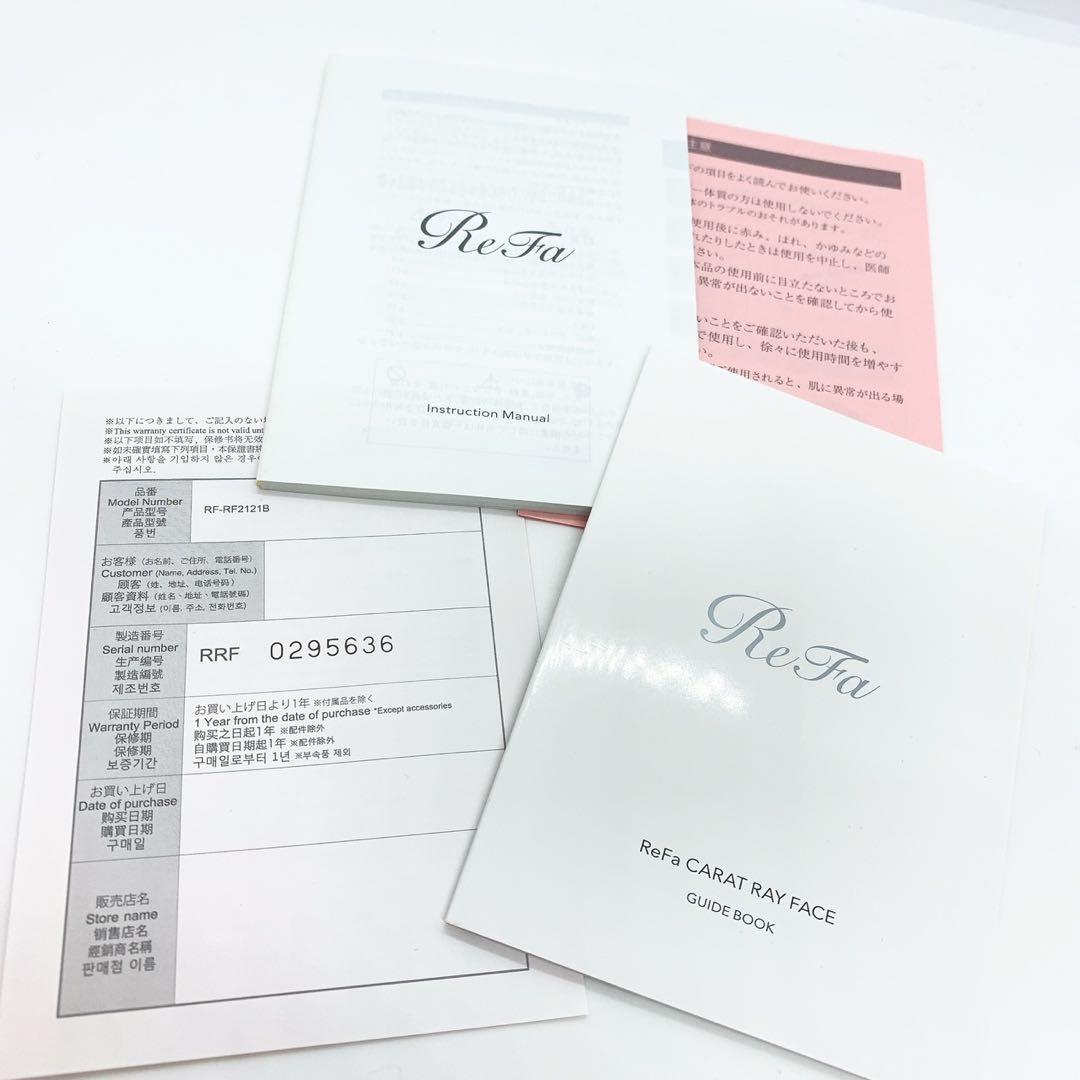 ReFa
Instruction Manual
注意
の項目をよく読んでお使いください。
ー体質の方は使用しないでください。
体のトラブルのおそれがあります。
使用後に赤み、はれ、かゆみなどの
れたりしたときは使用を中止し、医師
ださい。
本品の使用前に目立たないところでお
異常が出ないことを確認してから使
いことをご確認いただいた後も、
で使用し、徐々に使用時間を増やす
い。
ご使用されると、肌に異常が出る場
※以下につきまして、ご記入のない
※This warranty certificate is not valid unt
※以下项目如不填写，保修书将无效
※如未確實填寫下列項目，本保證書將
※아래 사항을 기입하지 않은 경우
주십시오.
品番
Model Number
产品型号
產品型號
품번
RF-RF2121B
お客様（お名前、ご住所、電話番号）
Customer (Name, Address, Tel. No.)
顾客（姓、地址、电话号码）
顧客資料（姓名、地址、電話號碼）
고객정보 (이름, 주소, 전화번호)
製造番号
Serial number
生产编号
製造編號
제조번호
RRF 0295636
保証期間
Warranty Period
保修期
保修期
보증기간
お買い上げ日より1年 ※付属品を除く
1 Year from the date of purchase *Except accessories
购买之日起1年 ※配件除外
自購買日期起1年 ※配件除外
구매일로부터 1년 ※부속품 제외
お買い上げ日
Date of purchase
购买日期
購買日期
구매일
販売店名
Store name
销售店名
經銷商名稱
판매점 이름
ReFa
ReFa CARAT RAY FACE
GUIDE BOOK